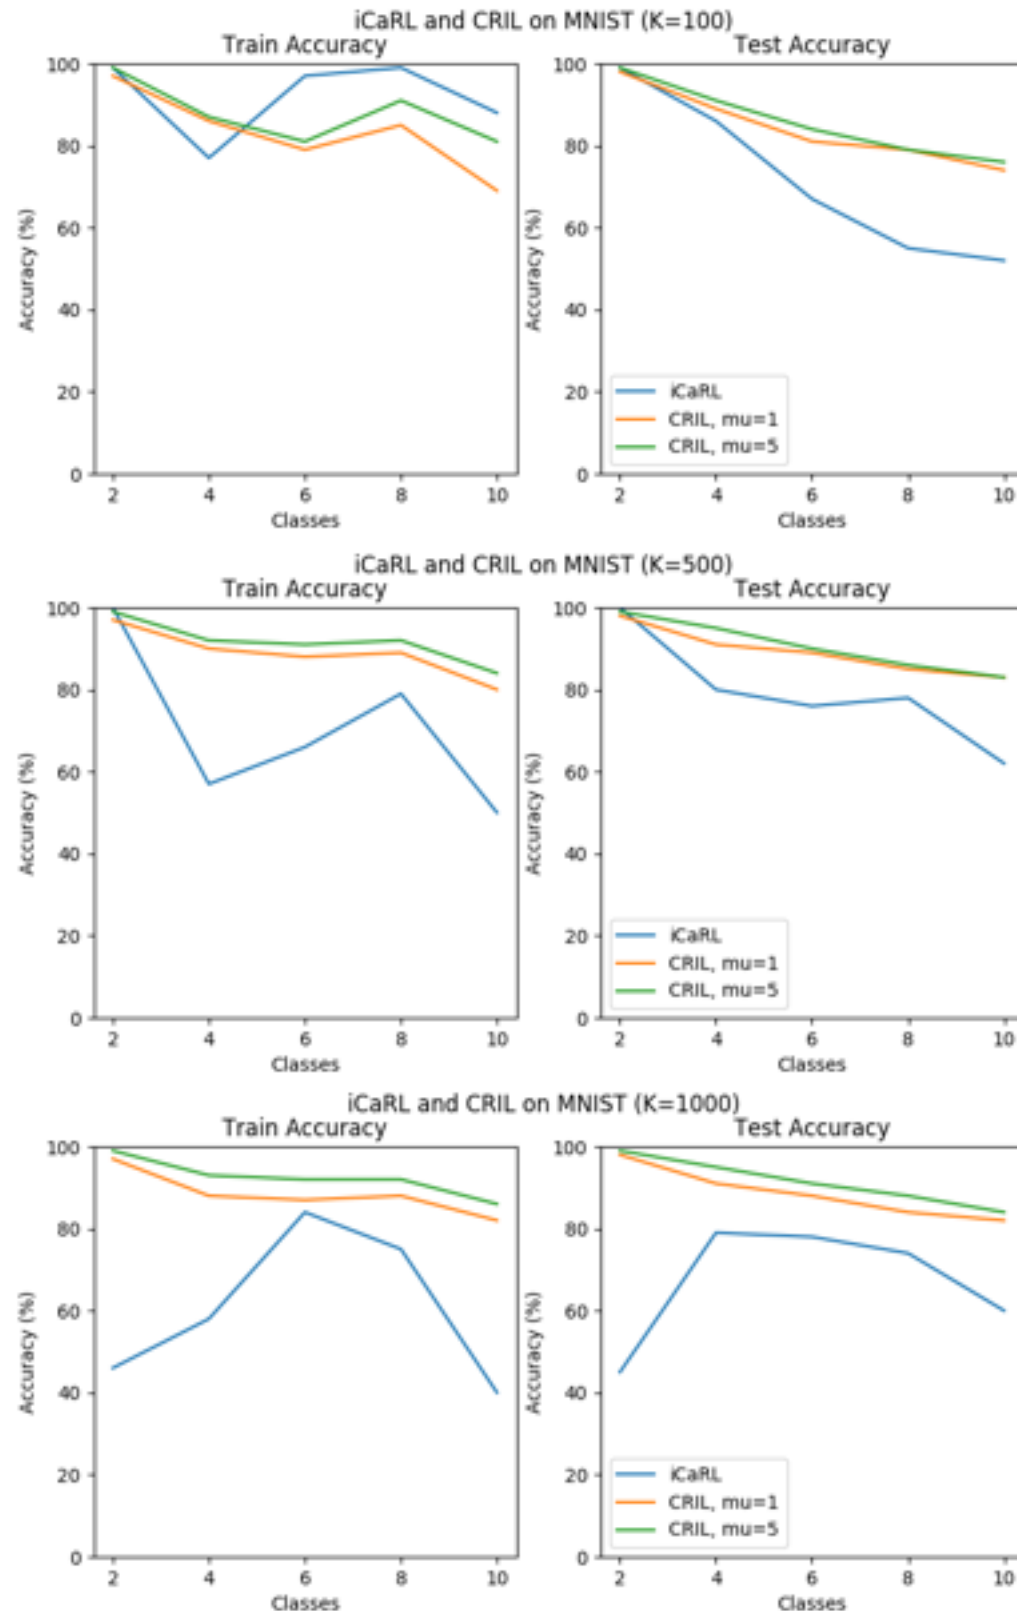 iCaRL and CRIL on MNIST (K=100)
Train Accuracy
Test Accuracy
100
80
60
40
20
0
Accuracy (%)
2 4 6 8 10
Classes
100
80
60
40
20
0
Accuracy (%)
iCaRL
CRIL, mu=1
CRIL, mu=5
2 4 6 8 10
Classes
iCaRL and CRIL on MNIST (K=500)
Train Accuracy
Test Accuracy
100
80
60
40
20
0
Accuracy (%)
2 4 6 8 10
Classes
100
80
60
40
20
0
Accuracy (%)
iCaRL
CRIL, mu=1
CRIL, mu=5
2 4 6 8 10
Classes
iCaRL and CRIL on MNIST (K=1000)
Train Accuracy
Test Accuracy
100
80
60
40
20
0
Accuracy (%)
2 4 6 8 10
Classes
100
80
60
40
20
0
Accuracy (%)
iCaRL
CRIL, mu=1
CRIL, mu=5
2 4 6 8 10
Classes